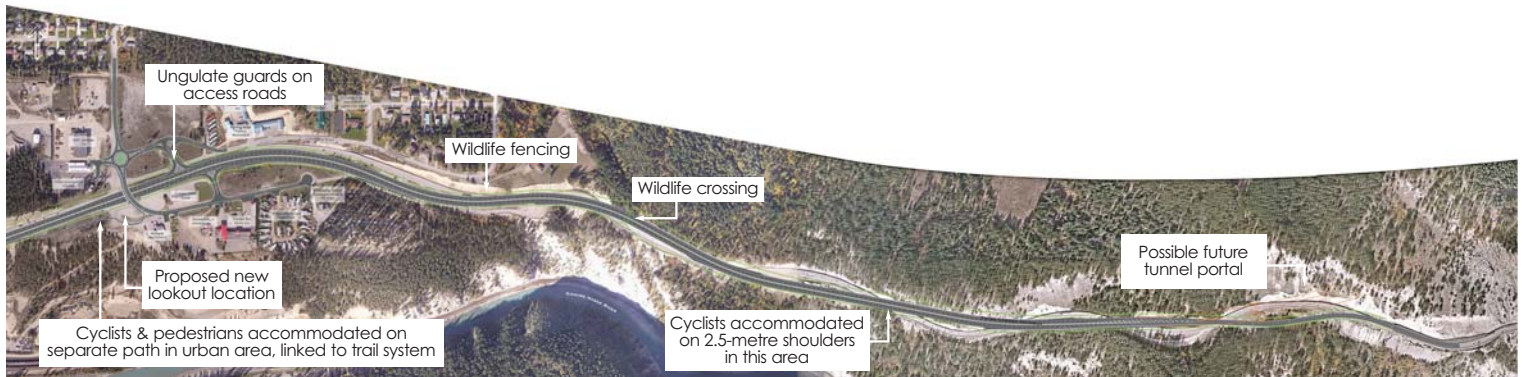 Ungulate guards on
access roads
Wildlife fencing
Wildlife crossing
Possible future
tunnel portal
Proposed new
lookout location
Cyclists & pedestrians accommodated on
separate path in urban area, linked to trail system
Cyclists accommodated
on 2.5-metre shoulders
in this area